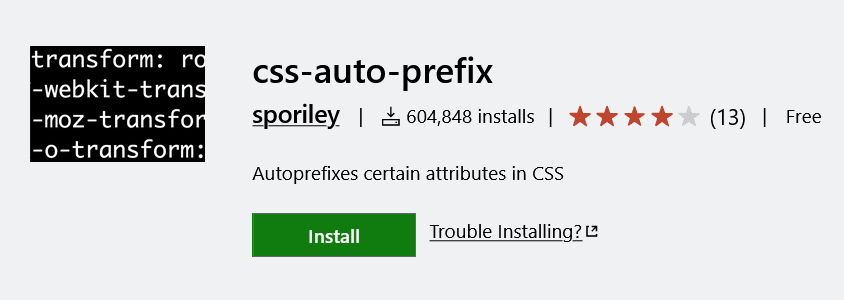 transform: ro
-webkit-trans
-moz-transfor
-o-transform:
css-auto-prefix
sporiley | 604,848 installs | (13) | Free
Autoprefixes certain attributes in CSS
Install Trouble Installing?